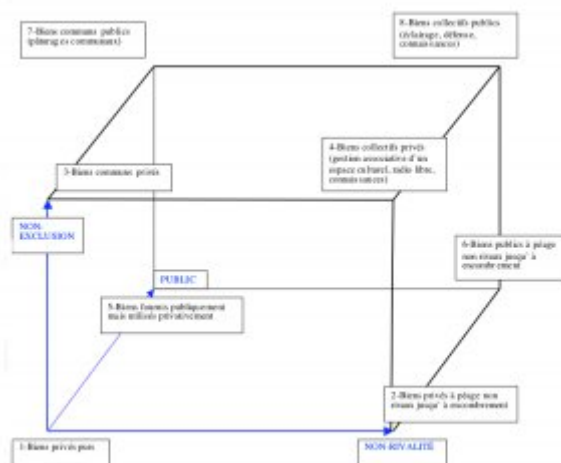 7-Biens communs publics
(pâturages communaux)
8-Biens collectifs publics
(éclairage, défense,
connaissances)
4-Biens collectifs privés
(gestion associative d'un
espace culturel, radio libre,
connaissances)
3-Biens communs privés
NON-
EXCLUSION
6-Biens publics à péage
non rivaux jusqu'à
encombrement
PUBLIC
5-Biens fournis publiquement
mais utilisés privativement
2-Biens privés à péage non
rivaux jusqu'à encombrement
1-Biens privés purs
NON-RIVALITÉ